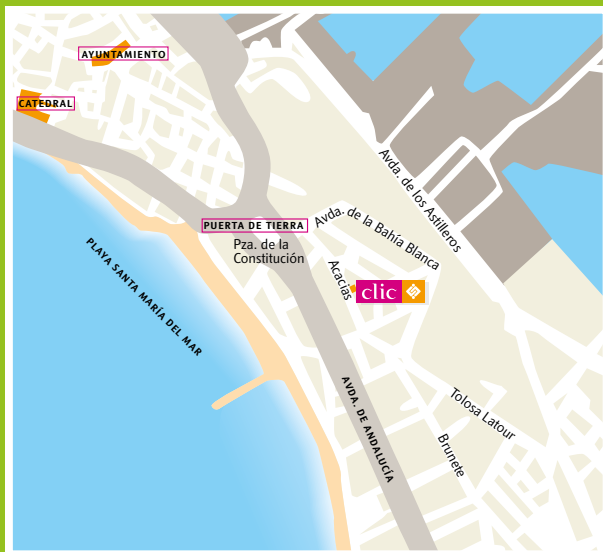 AYUNTAMIENTO
CATEDRAL
Avda. de los Astilleros
PUERTA DE TIERRA
Avda. de la Bahía Blanca
Pza. de la
Constitución
PLAYA SANTA MARÍA DEL MAR
Acacias
clic
AVDA. DE ANDALUCÍA
Tolosa Latour
Brunete